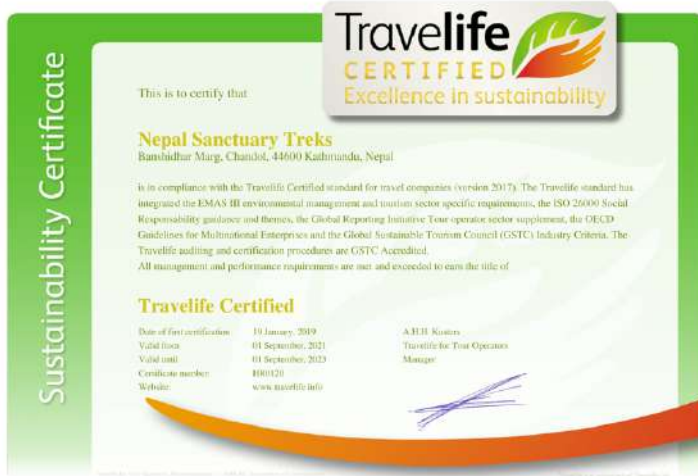 Sustainability Certificate
Travelife
CERTIFIED
Excellence in sustainability
This is to certify that
Nepal Sanctuary Treks
Banshidhar Marg, Chandol, 44600 Kathmandu, Nepal
is in compliance with the Travelife Certified standard for travel companies (version 2017). The Travelife standard has
integrated the EMAS III environmental management and tourism sector specific requirements, the ISO 26000 Social
Responsability guidance and themes, the Global Reporting Initiative Tour operator sector supplement, the OECD
Guidelines for Multinational Enterprises and the Global Sustainable Tourism Council (GSTC) Industry Criteria. The
Travelife auditing and certification procedures are GSTC Accredited.
All management and performance requirements are met and exceeded to earn the title of
Travelife Certified
Date of first certification 19 January, 2019
Valid from 01 September, 2021
Valid until 01 September, 2023
Certificate number
Website www.travelife.info
A.H.H. Kusters
Travelife for Tour Operators
Manager